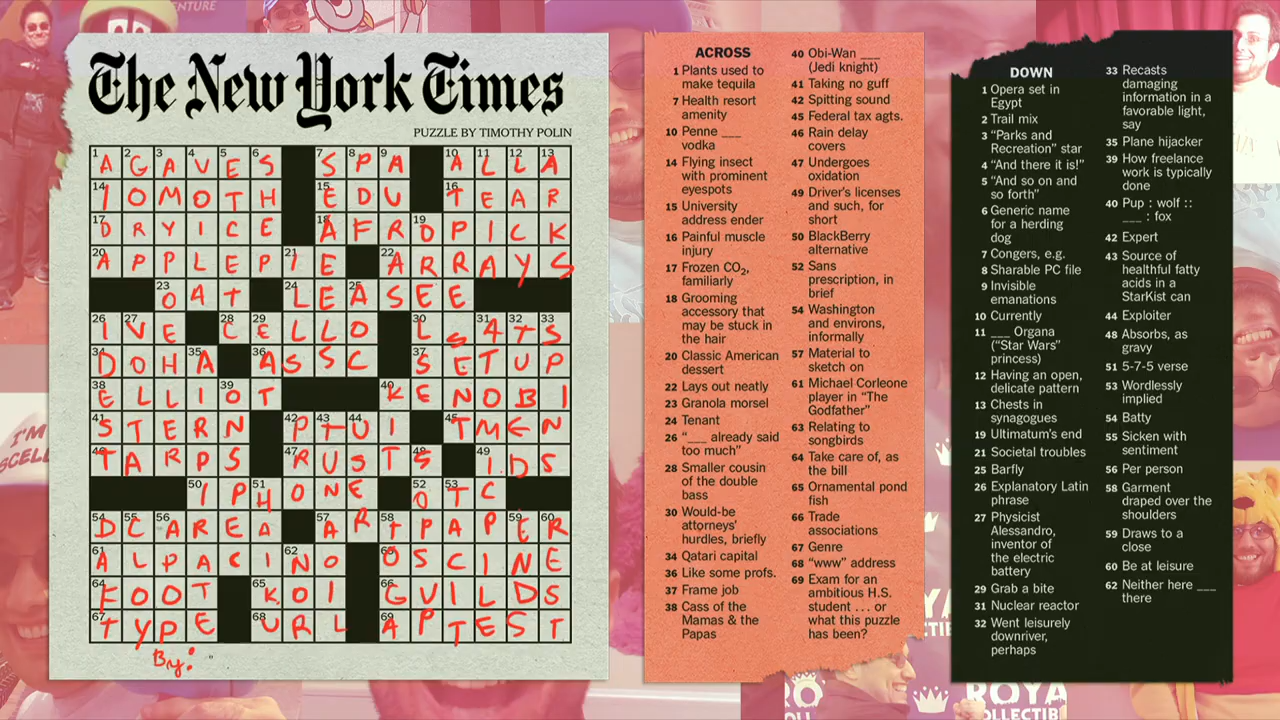 The New York Times
PUZZLE BY TIMOTHY POLIN
AGAVES SPA ALLA
IOMOTH EDU TEAR
DRYICE AFROPICK
APPLEPIE ARRAYS
OAT LEASEE
IVE CELLO LSATS
DOHA ASSC SETUP
ELLIOT KENOBI
STERN PTUI TMEN
TARPS RUSTS IDS
IPHONE OTC
DCAREA ARTPAPER
ALPACINO OSCINE
FOOT KOI GUILDS
TYPE URL APTEST
By:
ACROSS
1 Plants used to
make tequila
7 Health resort
amenity
10 Penne ___
vodka
14 Flying insect
with prominent
eyespots
15 University
address ender
16 Painful muscle
injury
17 Frozen CO₂,
familiarly
18 Grooming
accessory that
may be stuck in
the hair
20 Classic American
dessert
22 Lays out neatly
23 Granola morsel
24 Tenant
26 "___ already said
too much"
28 Smaller cousin
of the double
bass
30 Would-be
attorneys'
hurdles, briefly
34 Qatari capital
36 Like some profs.
37 Frame job
38 Cass of the
Mamas & the
Papas
40 Obi-Wan ___
(Jedi knight)
41 Taking no guff
42 Spitting sound
45 Federal tax agts.
46 Rain delay
covers
47 Undergoes
oxidation
49 Driver's licenses
and such, for
short
50 BlackBerry
alternative
52 Sans
prescription, in
brief
54 Washington
and environs,
informally
57 Material to
sketch on
61 Michael Corleone
player in "The
Godfather"
63 Relating to
songbirds
64 Take care of, as
the bill
65 Ornamental pond
fish
66 Trade
associations
67 Genre
68 "www" address
69 Exam for an
ambitious H.S.
student . . . or
what this puzzle
has been?
DOWN
1 Opera set in
Egypt
2 Trail mix
3 "Parks and
Recreation" star
4 "And there it is!"
5 "And so on and
so forth"
6 Generic name
for a herding
dog
7 Congers, e.g.
8 Sharable PC file
9 Invisible
emanations
10 Currently
11 ___ Organa
("Star Wars"
princess)
12 Having an open,
delicate pattern
13 Chests in
synagogues
19 Ultimatum's end
21 Societal troubles
25 Barfly
26 Explanatory Latin
phrase
27 Physicist
Alessandro,
inventor of
the electric
battery
29 Grab a bite
31 Nuclear reactor
32 Went leisurely
downriver,
perhaps
33 Recasts
damaging
information in a
favorable light,
say
35 Plane hijacker
39 How freelance
work is typically
done
40 Pup : wolf ::
___ : fox
42 Expert
43 Source of
healthful fatty
acids in a
StarKist can
44 Exploiter
48 Absorbs, as
gravy
51 5-7-5 verse
53 Wordlessly
implied
54 Batty
55 Sicken with
sentiment
56 Per person
58 Garment
draped over the
shoulders
59 Draws to a
close
60 Be at leisure
62 Neither here ___
there
I'M